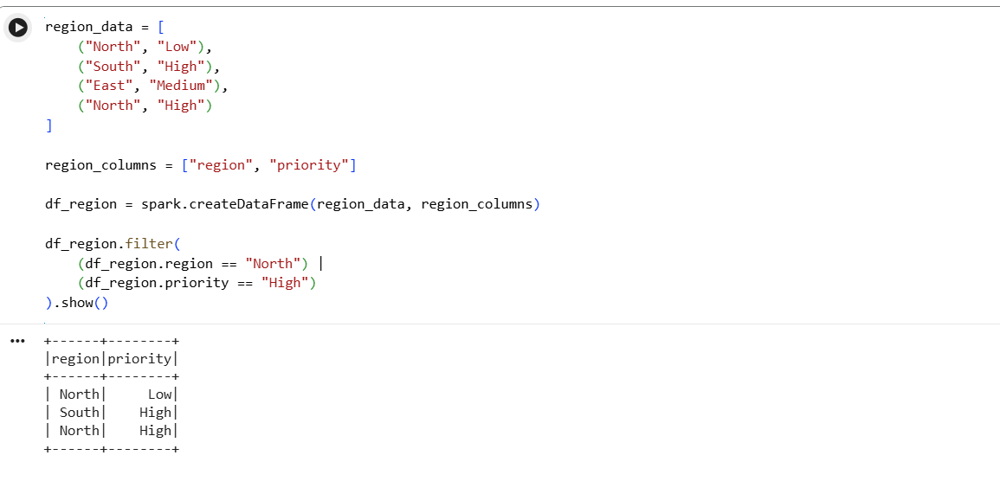 region_data = [
    ("North", "Low"),
    ("South", "High"),
    ("East", "Medium"),
    ("North", "High")
]
region_columns = ["region", "priority"]
df_region = spark.createDataFrame(region_data, region_columns)
df_region.filter(
    (df_region.region == "North") |
    (df_region.priority == "High")
).show()
+------+--------+
|region|priority|
+------+--------+
| North|     Low|
| South|    High|
| North|    High|
+------+--------+